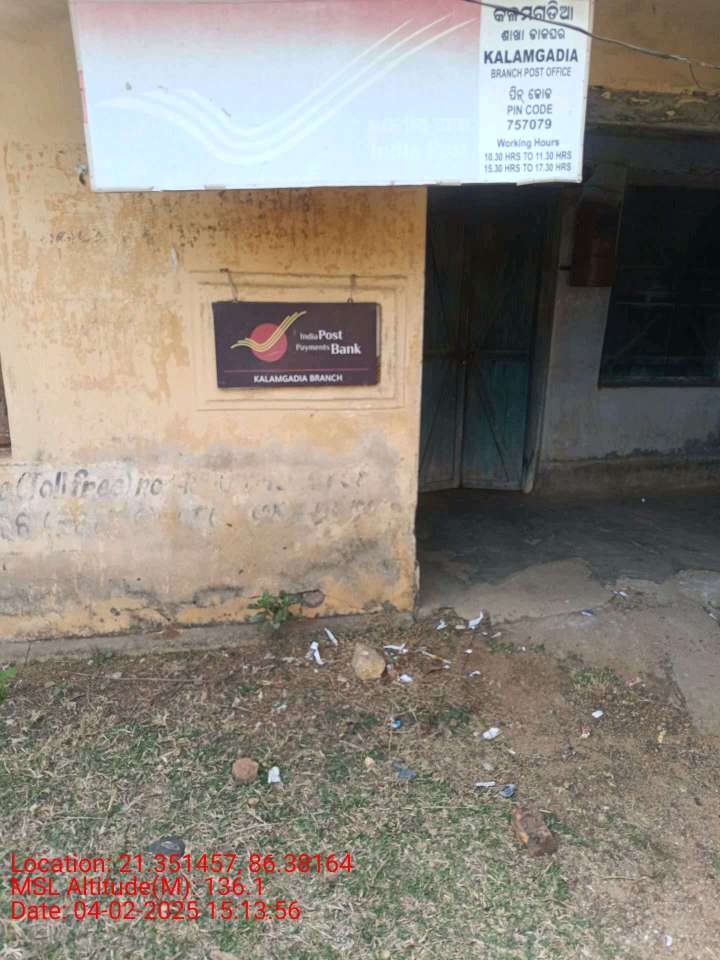 କଳମଗଡିଆ
ଶାଖା ଡାକଘର
KALAMGADIA
BRANCH POST OFFICE
ପିନ୍ କୋଡ
PIN CODE
757079
Working Hours
10.30 HRS TO 11.30 HRS
15.30 HRS TO 17.30 HRS
India Post
Payments Bank
KALAMGADIA BRANCH
(Toll free) no
Location: 21.351457, 86.38164
MSL Altitude(M): 136.1
Date: 04-02-2025 15:13:56